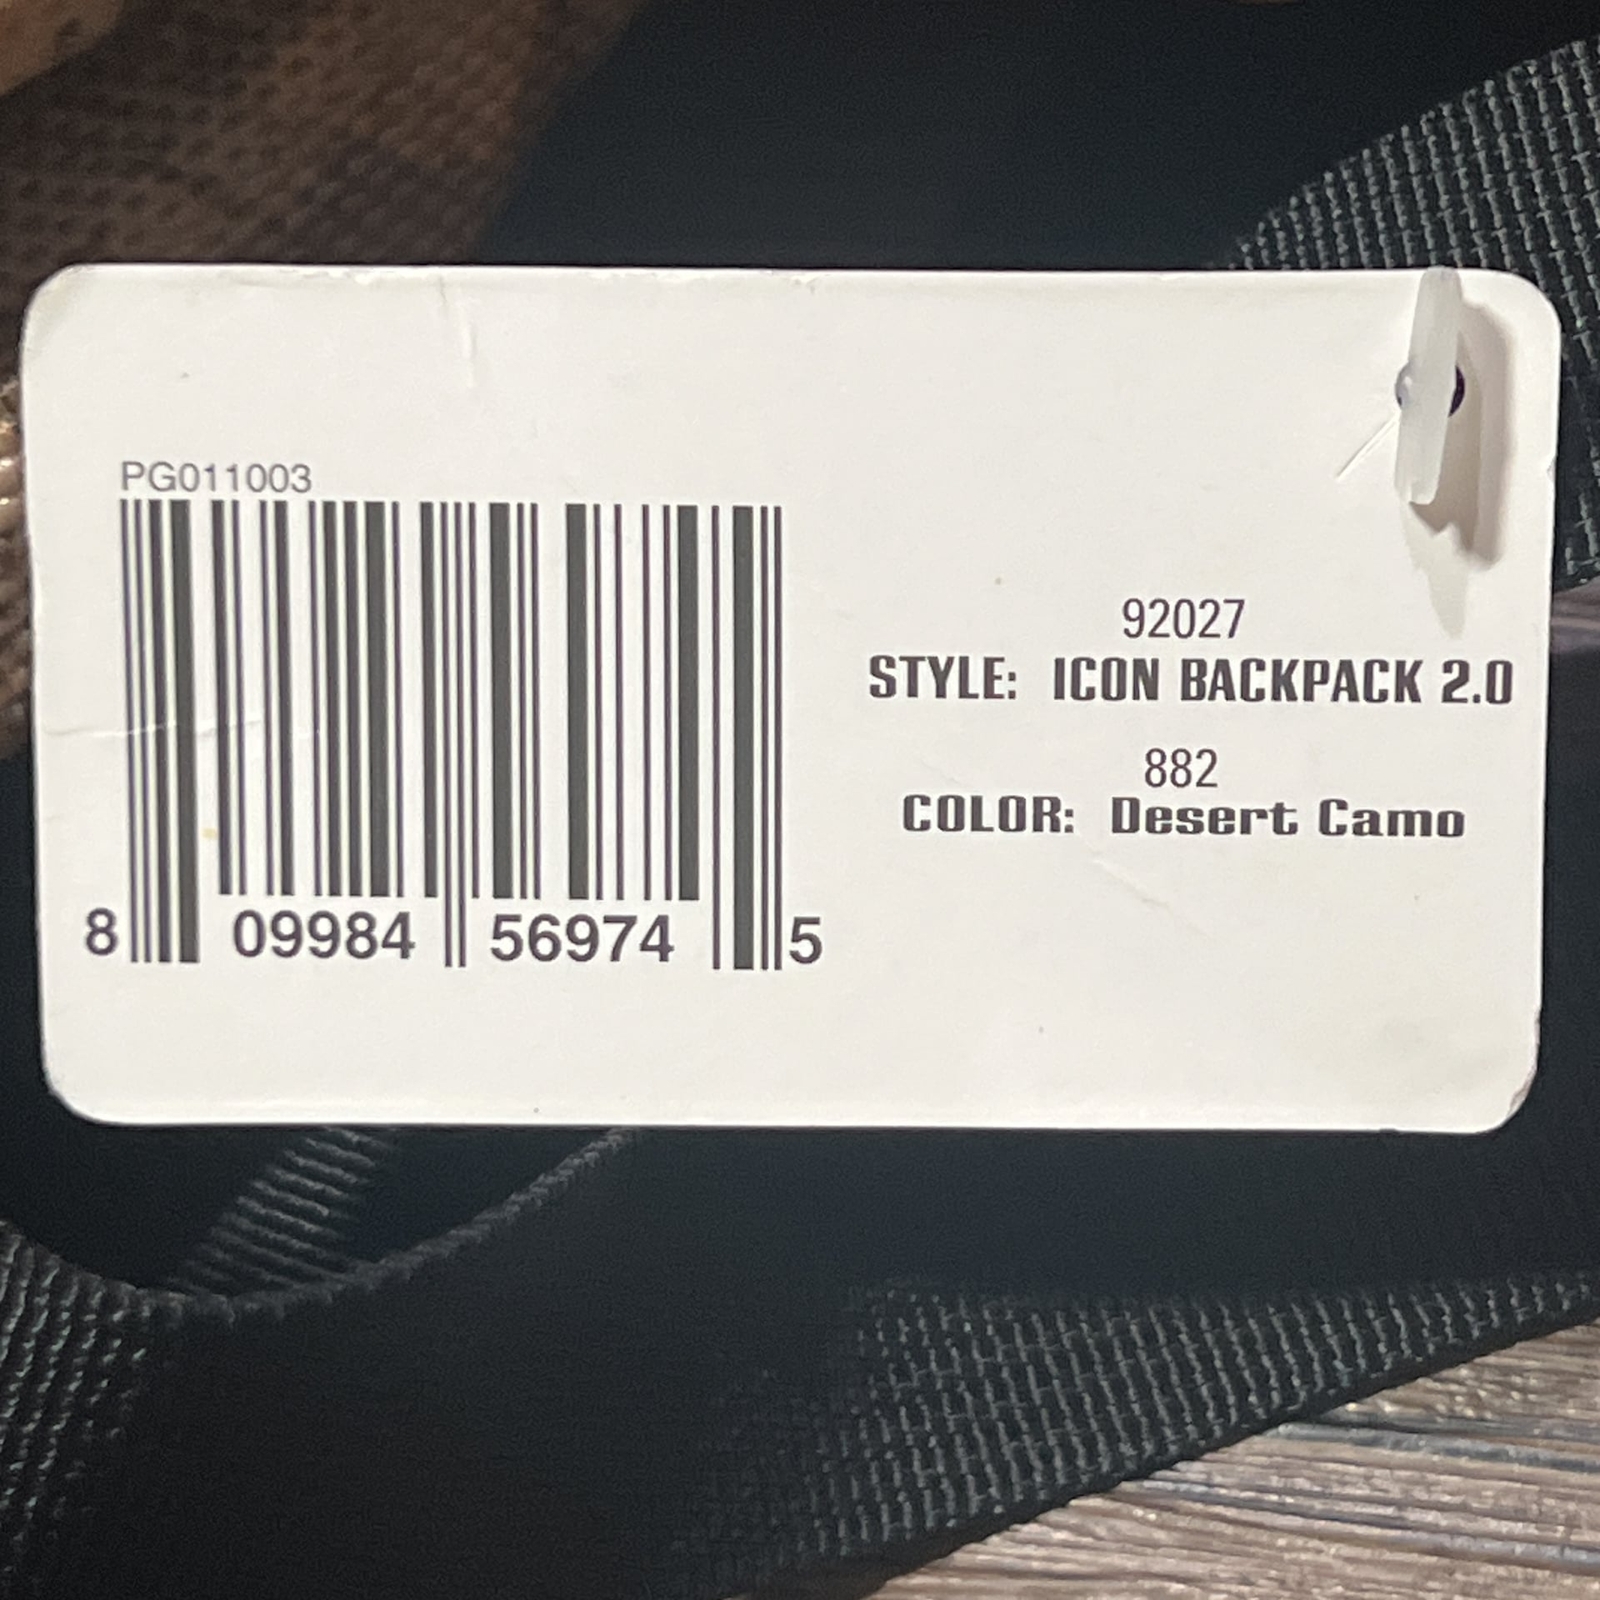 PG011003
8 09984 56974 5
92027
STYLE: ICON BACKPACK 2.0
882
COLOR: Desert Camo